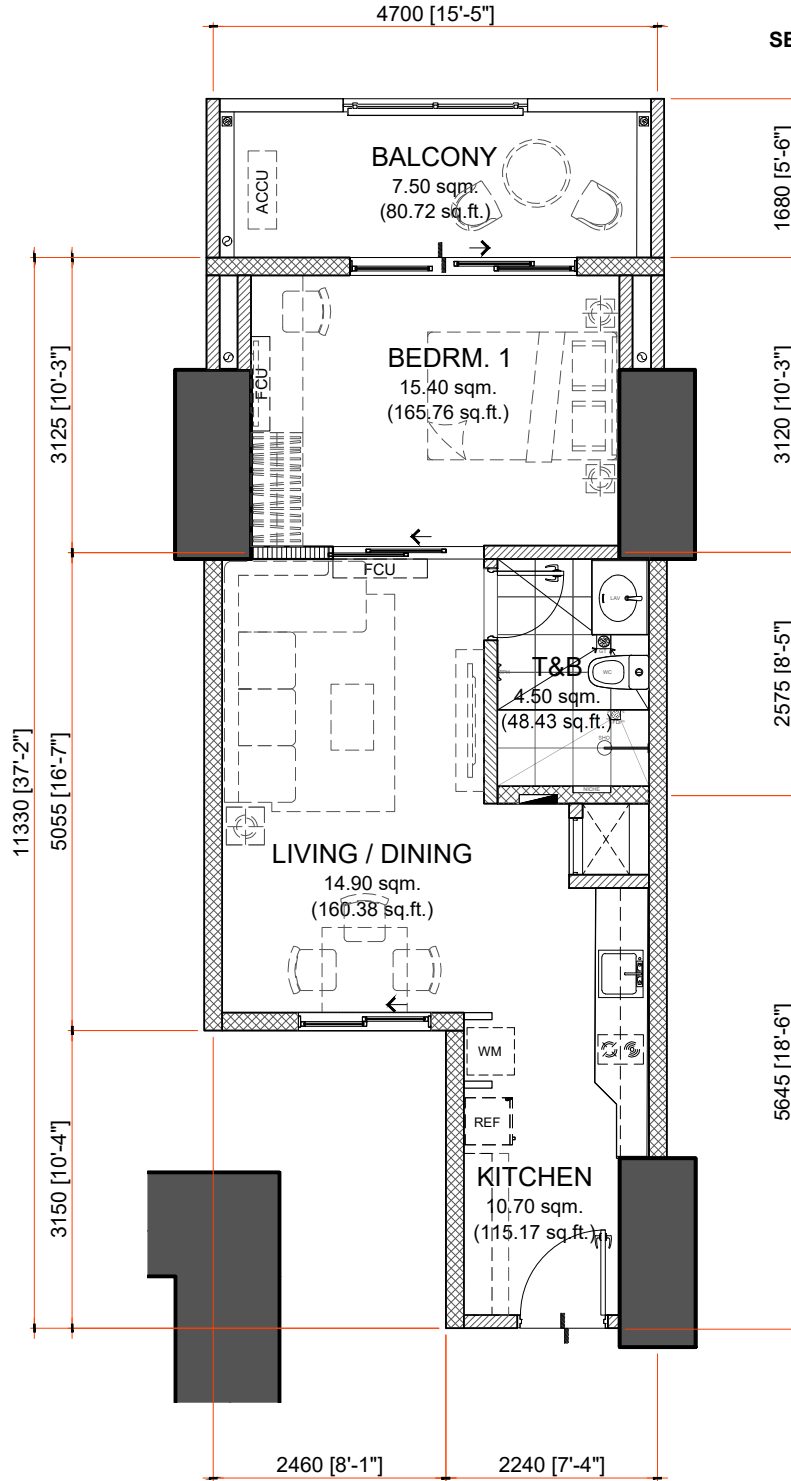 4700 [15'-5"]
SE
BALCONY
7.50 sqm.
(80.72 sq.ft.)
ACCU
1680 [5'-6"]
BEDRM. 1
15.40 sqm.
(165.76 sq.ft.)
FCU
3125 [10'-3"]
3120 [10'-3"]
FCU
LAV
T&B
4.50 sqm.
(48.43 sq.ft.)
WC
SHO
NICHE
2575 [8'-5"]
11330 [37'-2"]
5055 [16'-7"]
LIVING / DINING
14.90 sqm.
(160.38 sq.ft.)
WM
REF
5645 [18'-6"]
KITCHEN
10.70 sqm.
(115.17 sq.ft.)
3150 [10'-4"]
2460 [8'-1"]
2240 [7'-4"]